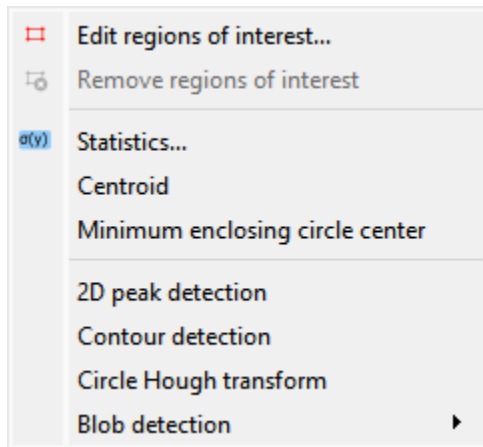 Edit regions of interest...
Remove regions of interest
σ(y) Statistics...
Centroid
Minimum enclosing circle center
2D peak detection
Contour detection
Circle Hough transform
Blob detection